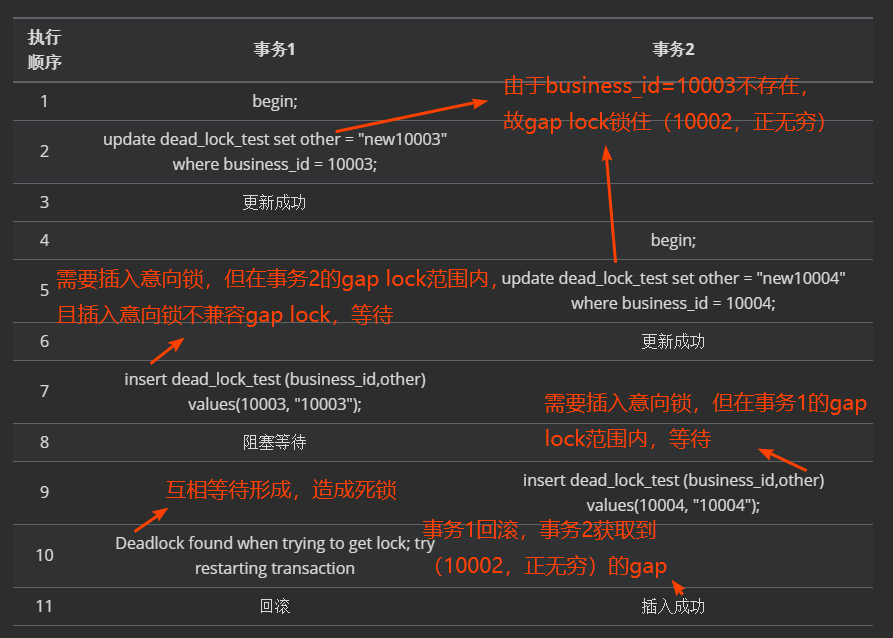 执行
顺序
事务1
事务2
1
begin;
由于business_id=10003不存在，
故gap lock锁住（10002，正无穷）
2
update dead_lock_test set other = "new10003"
where business_id = 10003;
3
更新成功
4
begin;
需要插入意向锁，但在事务2的gap lock范围内，
且插入意向锁不兼容gap lock，等待
5
update dead_lock_test set other = "new10004"
where business_id = 10004;
6
更新成功
7
insert dead_lock_test (business_id,other)
values(10003, "10003");
需要插入意向锁，但在事务1的gap
lock范围内，等待
8
阻塞等待
9
互相等待形成，造成死锁
insert dead_lock_test (business_id,other)
values(10004, "10004");
事务1回滚，事务2获取到
（10002，正无穷）的gap
10
Deadlock found when trying to get lock; try
restarting transaction
11
回滚
插入成功